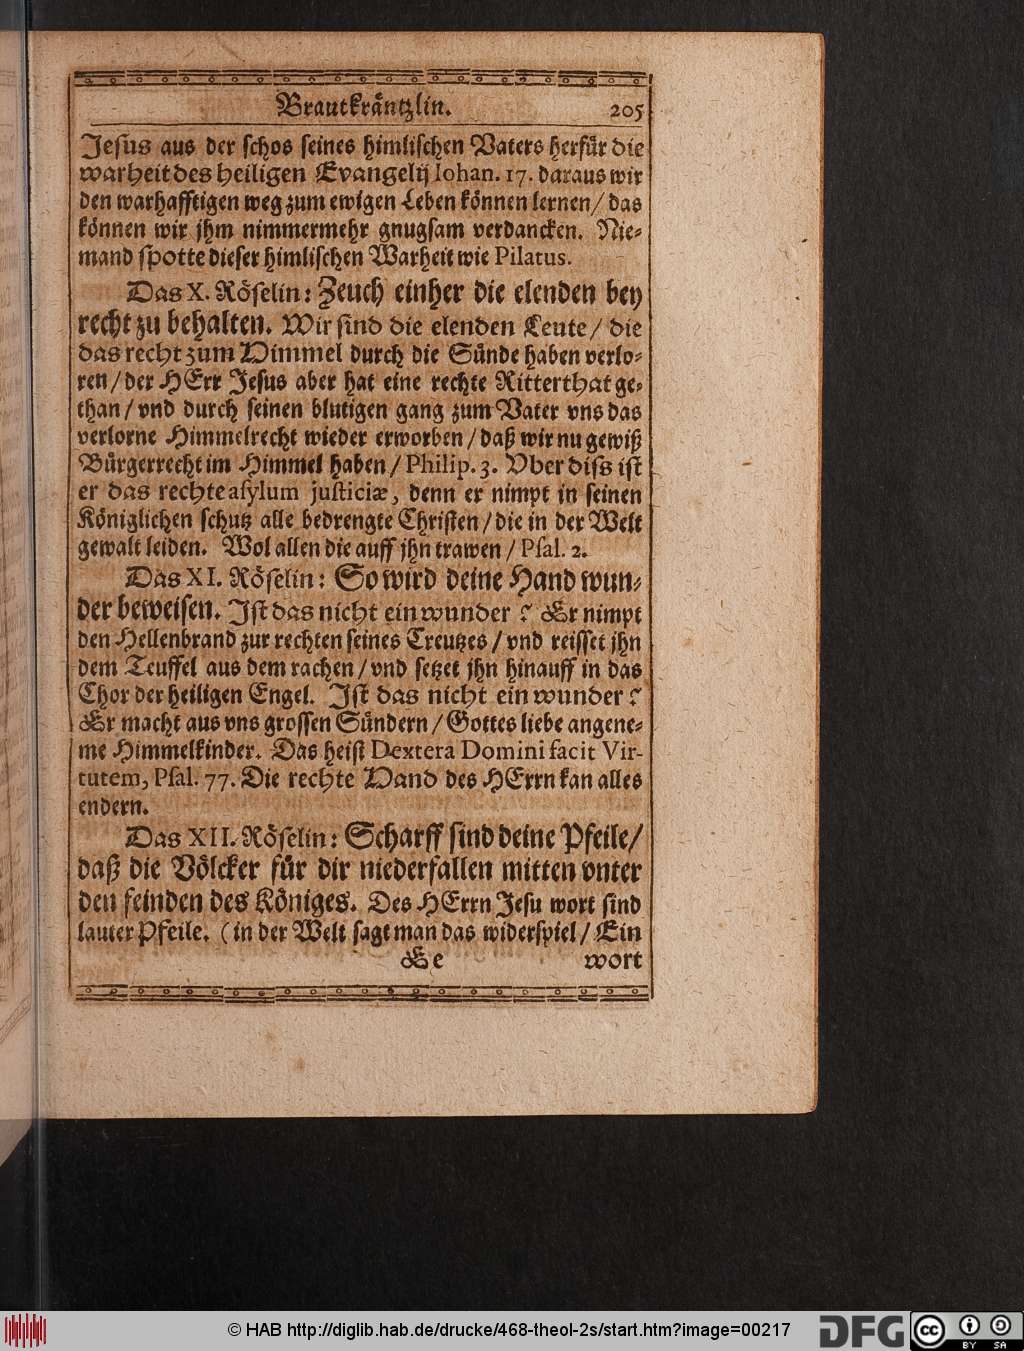 Brautkräntzlin. 205
Jeſus aus der ſchos ſeines himliſchen Vaters herfür die
warheit des heiligen Evangelij Iohan. 17. daraus wir
den warhafftigen weg zum ewigen Leben können lernen/ das
können wir jhm nimmermehr gnugſam verdancken. Nie-
mand ſpotte dieſer himliſchen Warheit wie Pilatus.
Das X. Röſelin: Zeuch einher die elenden bey
recht zu behalten. Wir ſind die elenden Leute/ die
das recht zum Himmel durch die Sünde haben verlo-
ren/ der HErr Jeſus aber hat eine rechte Ritterthat ge-
than/ vnd durch ſeinen blutigen gang zum Vater vns das
verlorne Himmelrecht wieder erworben/ daß wir nu gewiß
Bürgerrecht im Himmel haben/ Philip. 3. Vber diſs iſt
er das rechte aſylum juſticiæ, denn er nimpt in ſeinen
Königlichen ſchutz alle bedrengte Chriſten/ die in der Welt
gewalt leiden. Wol allen die auff jhn trawen/ Pſal. 2.
Das XI. Röſelin: So wird deine Hand wun-
der beweiſen. Jſt das nicht ein wunder? Er nimpt
den Hellenbrand zur rechten ſeines Creutzes/ vnd reiſſet jhn
dem Teuffel aus dem rachen/ vnd ſetzet jhn hinauff in das
Chor der heiligen Engel. Jſt das nicht ein wunder?
Er macht aus vns groſſen Sündern/ Gottes liebe angene-
me Himmelkinder. Das heiſt Dextera Domini facit Vir-
tutem, Pſal. 77. Die rechte Hand des HErrn kan alles
endern.
Das XII. Röſelin: Scharff ſind deine Pfeile/
daß die Völcker für dir niederfallen mitten vnter
den feinden des Königes. Des HErrn Jeſu wort ſind
lauter Pfeile. (in der Welt ſagt man das widerſpiel/ Ein
Ee wort
© HAB http://diglib.hab.de/drucke/468-theol-2s/start.htm?image=00217
DFG
cc BY SA